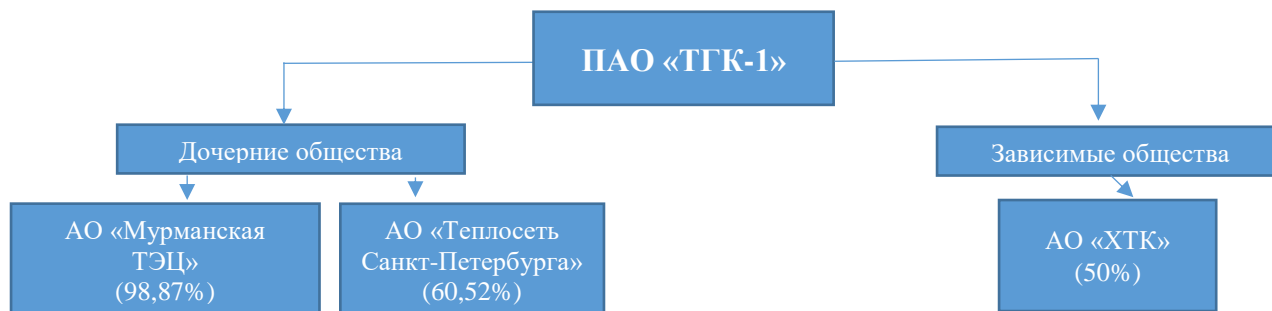 ПАО «ТГК-1»
Дочерние общества
Зависимые общества
АО «Мурманская
ТЭЦ»
(98,87%)
АО «Теплосеть
Санкт-Петербурга»
(60,52%)
АО «ХТК»
(50%)